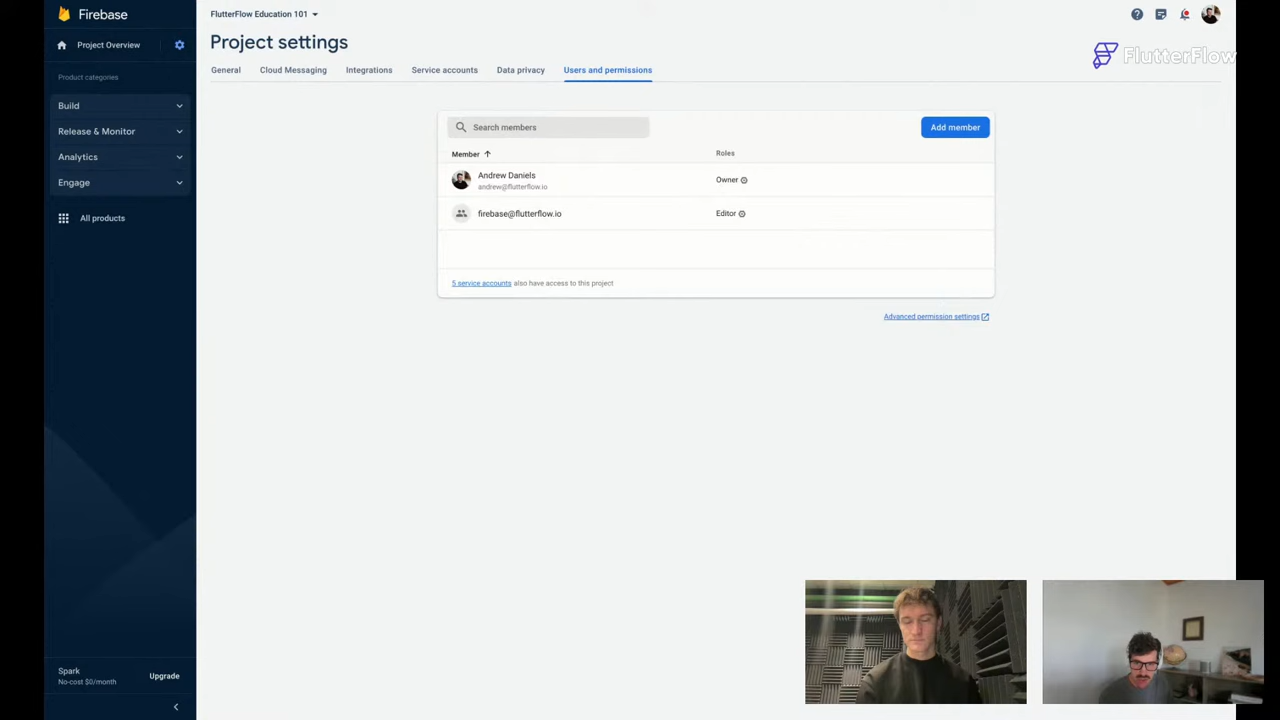 Firebase
FlutterFlow Education 101
Project Overview
Project settings
FlutterFlow
General
Cloud Messaging
Integrations
Service accounts
Data privacy
Users and permissions
Product categories
Build
Release & Monitor
Analytics
Engage
All products
Search members
Add member
Member
Roles
Andrew Daniels
andrew@flutterflow.io
Owner
firebase@flutterflow.io
Editor
5 service accounts also have access to this project
Advanced permission settings
Spark
No-cost $0/month
Upgrade